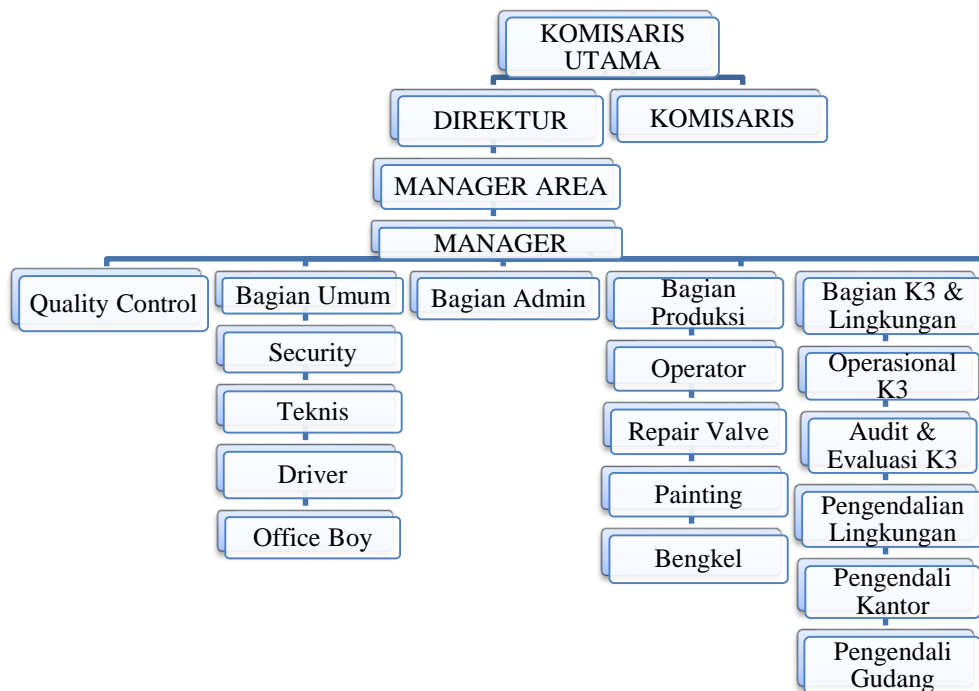 KOMISARIS
UTAMA
DIREKTUR
KOMISARIS
MANAGER AREA
MANAGER
Quality Control
Bagian Umum
Security
Teknis
Driver
Office Boy
Bagian Admin
Bagian
Produksi
Operator
Repair Valve
Painting
Bengkel
Bagian K3 &
Lingkungan
Operasional
K3
Audit &
Evaluasi K3
Pengendalian
Lingkungan
Pengendali
Kantor
Pengendali
Gudang